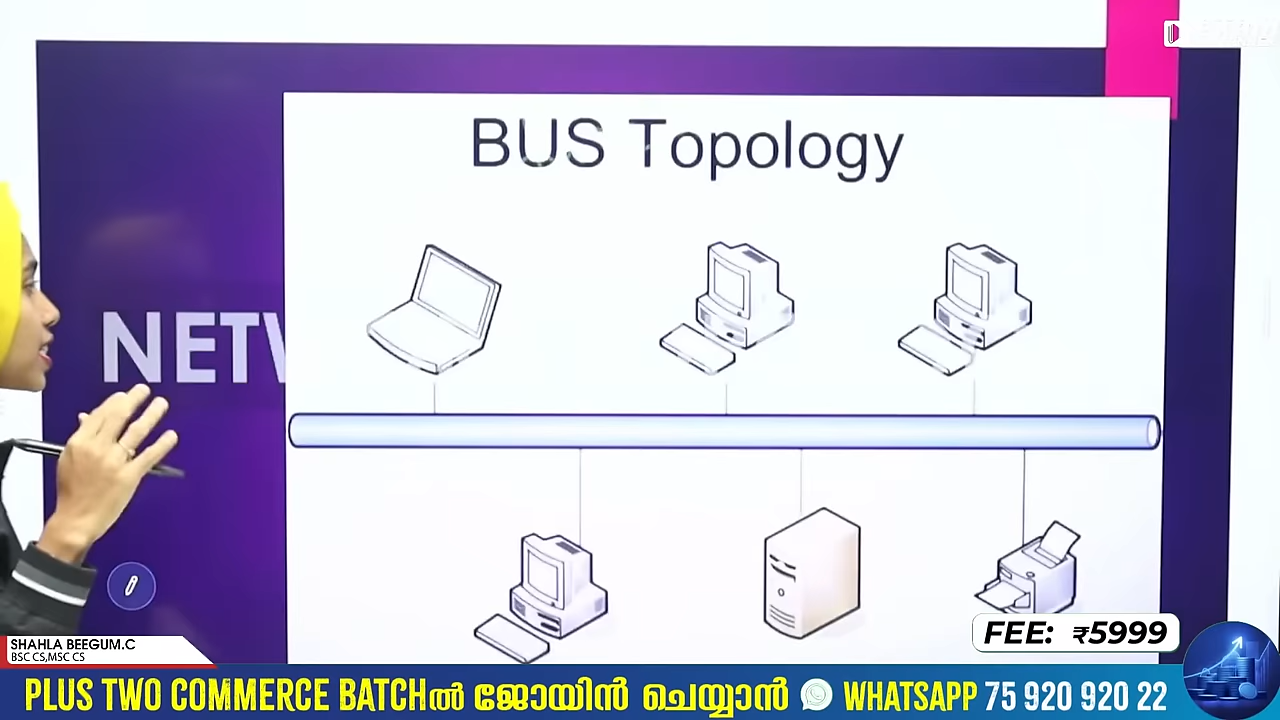 BUS Topology
NETW
FEE: ₹5999
SHAHLA BEEGUM.C
BSC CS,MSC CS
PLUS TWO COMMERCE BATCHൽ ജോയിൻ ചെയ്യാൻ WHATSAPP 75 920 920 22